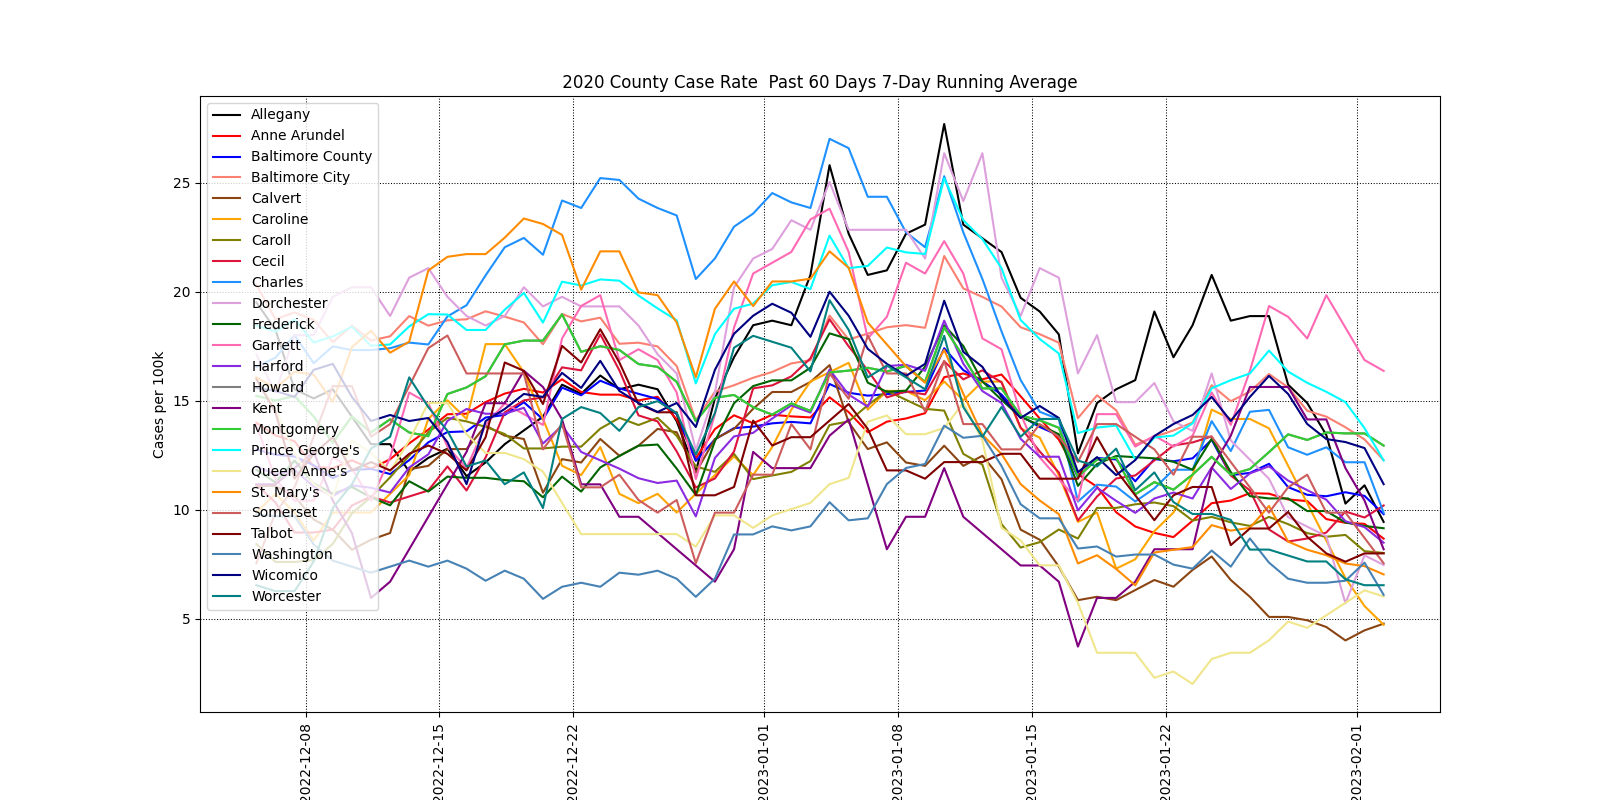 2020 County Case Rate  Past 60 Days 7-Day Running Average
Cases per 100k
25
20
15
10
5
Allegany
Anne Arundel
Baltimore County
Baltimore City
Calvert
Caroline
Caroll
Cecil
Charles
Dorchester
Frederick
Garrett
Harford
Howard
Kent
Montgomery
Prince George's
Queen Anne's
St. Mary's
Somerset
Talbot
Washington
Wicomico
Worcester
2022-12-08
2022-12-15
2022-12-22
2023-01-01
2023-01-08
2023-01-15
2023-01-22
2023-02-01